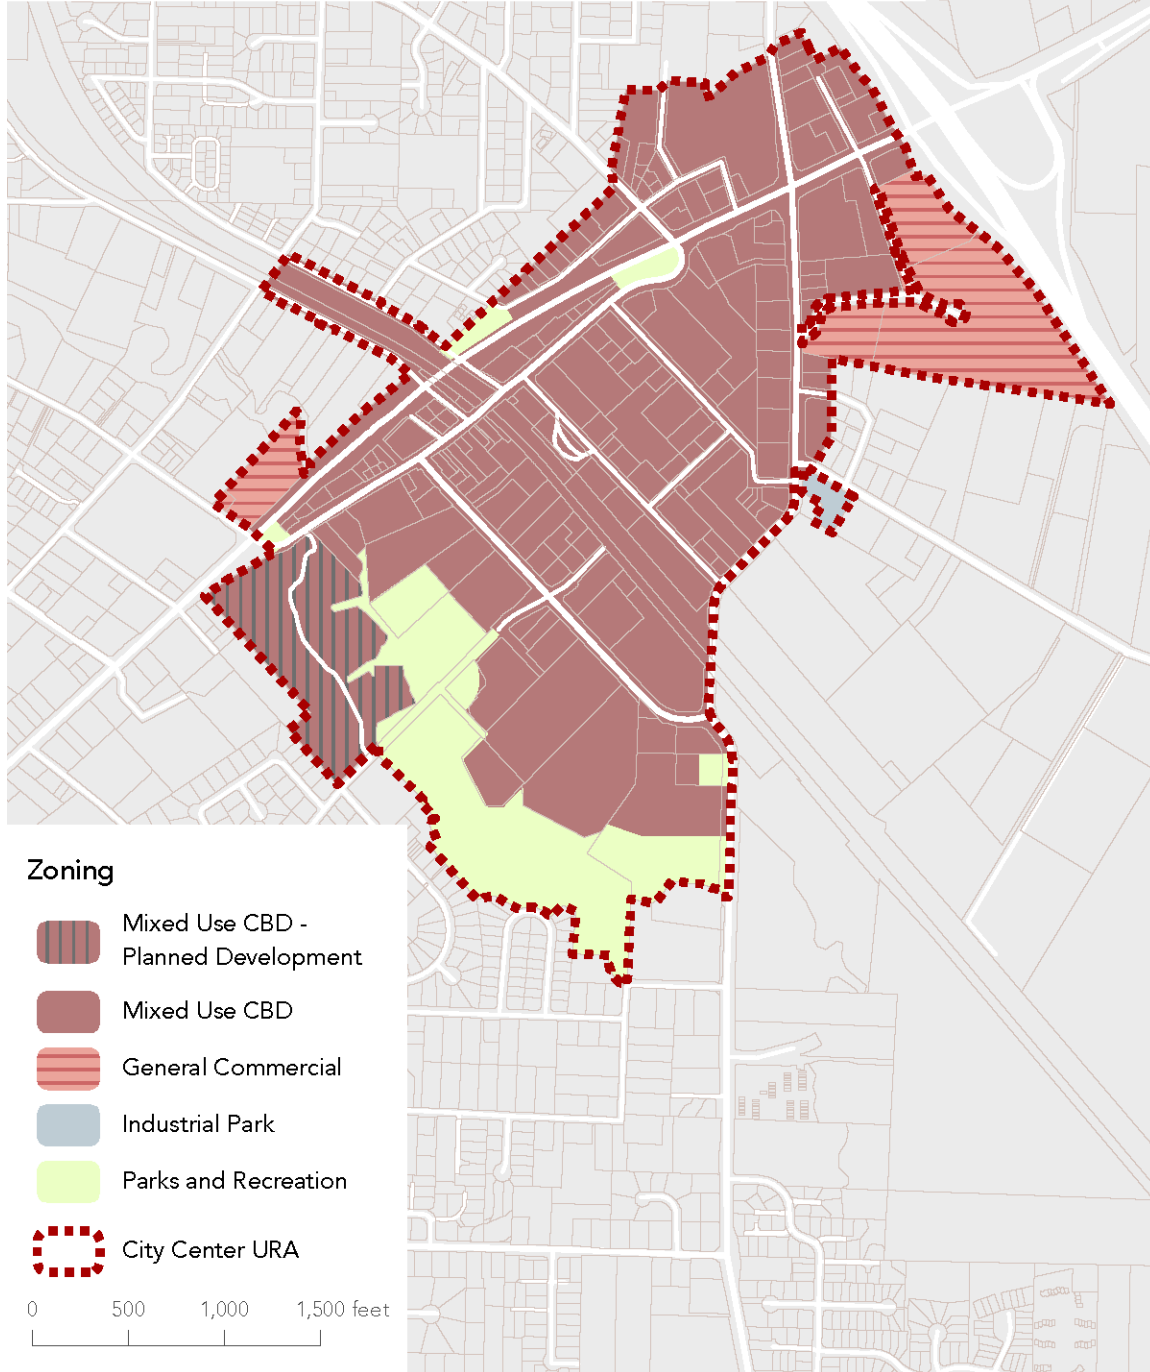 Zoning
Mixed Use CBD -
Planned Development
Mixed Use CBD
General Commercial
Industrial Park
Parks and Recreation
City Center URA
0 500 1,000 1,500 feet